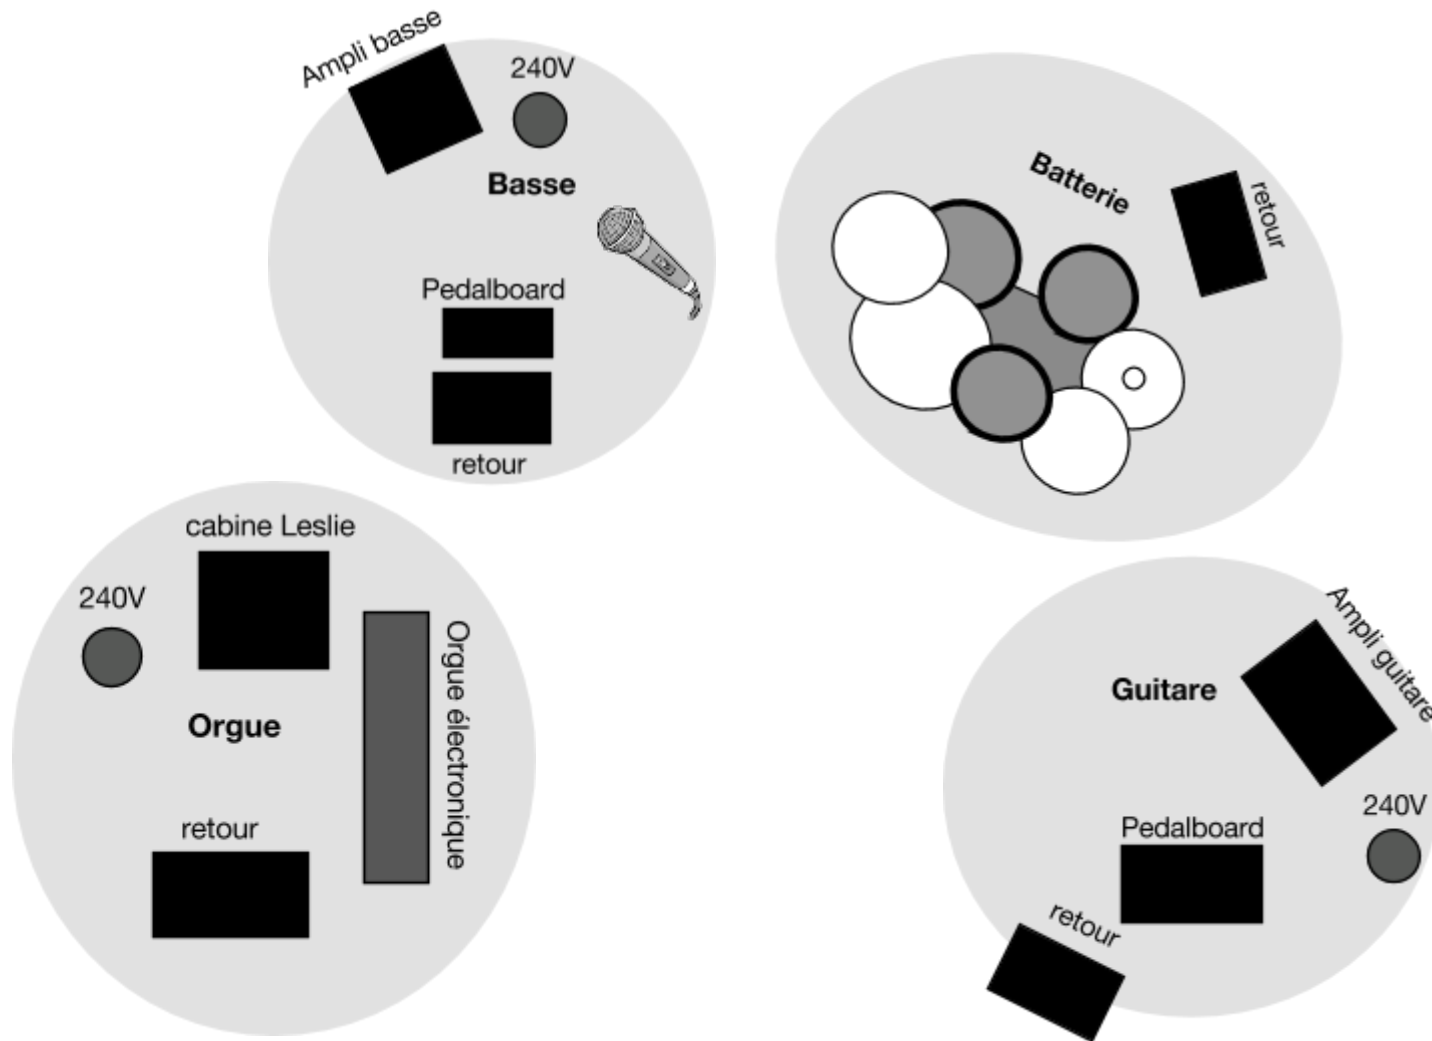 Ampli basse
240V
Basse
Pedalboard
retour
Batterie
retour
cabine Leslie
240V
Orgue électronique
Orgue
retour
Ampli guitare
Guitare
240V
Pedalboard
retour